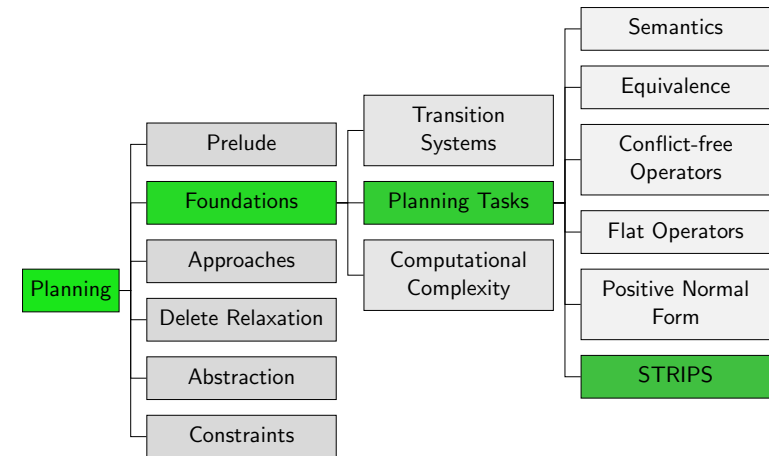 Planning
Prelude
Foundations
Approaches
Delete Relaxation
Abstraction
Constraints
Transition
Systems
Planning Tasks
Computational
Complexity
Semantics
Equivalence
Conflict-free
Operators
Flat Operators
Positive Normal
Form
STRIPS